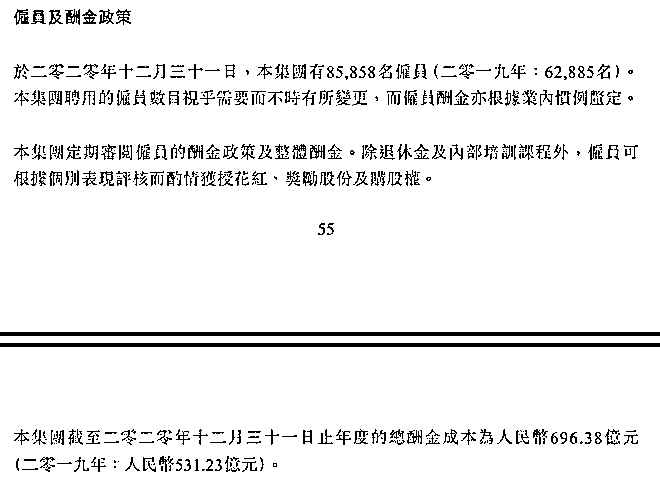 僱員及酬金政策
於二零二零年十二月三十一日，本集團有85,858名僱員(二零一九年：62,885名)。
本集團聘用的僱員數目視乎需要而不時有所變更，而僱員酬金亦根據業內慣例釐定。
本集團定期審閱僱員的酬金政策及整體酬金。除退休金及內部培訓課程外，僱員可
根據個別表現評核而酌情獲授花紅、獎勵股份及購股權。
55
本集團截至二零二零年十二月三十一日止年度的總酬金成本為人民幣696.38億元
(二零一九年：人民幣531.23億元)。